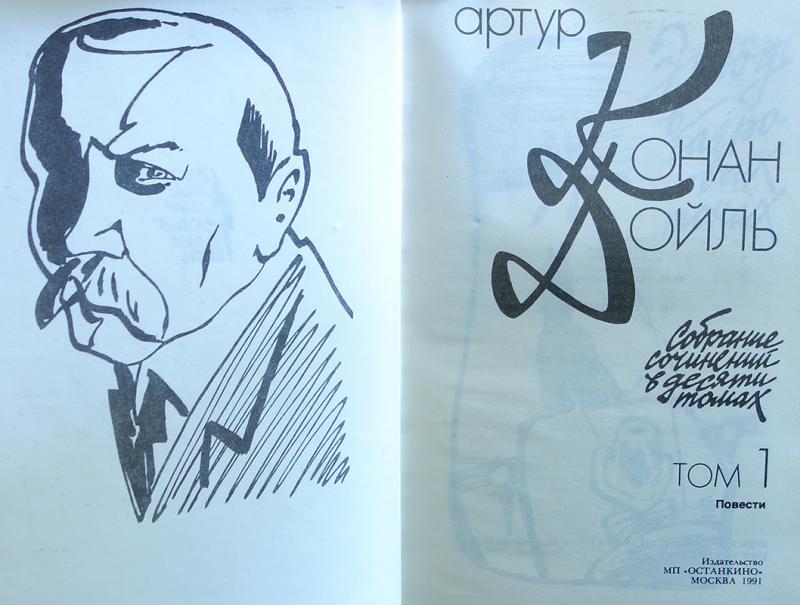 артур
Конан
Дойль
Собрание
сочинений
в десяти
томах
ТОМ 1
Повести
Издательство
МП «ОСТАНКИНО»
МОСКВА 1991